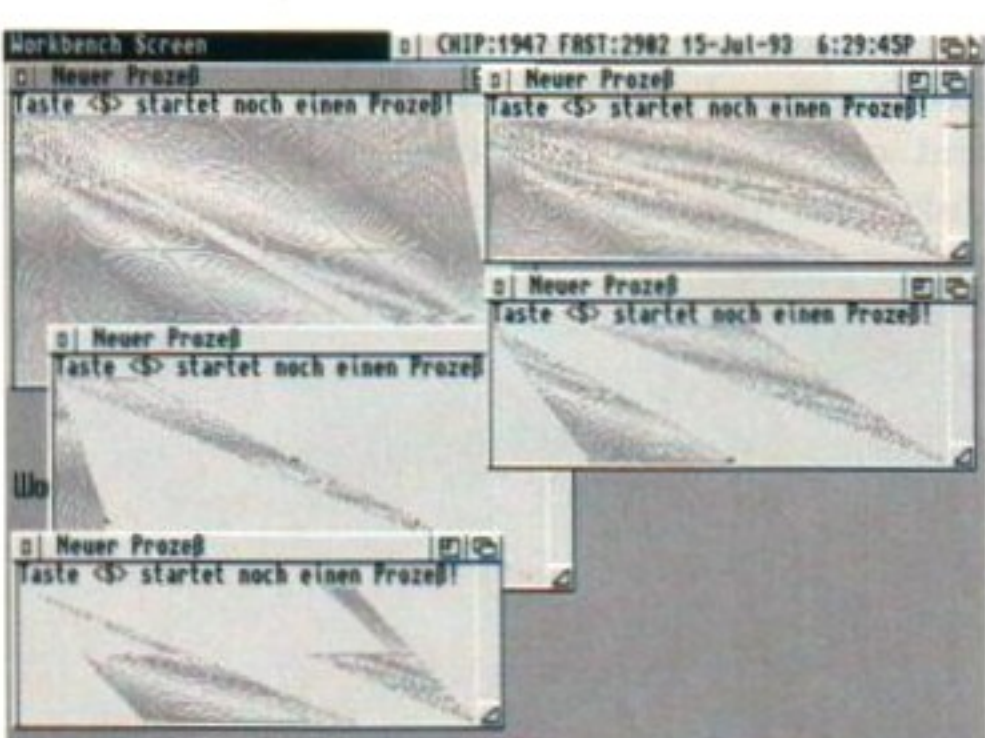 Workbench Screen
CHIP:1947 FAST:2902 15-Jul-93 6:29:45P
Neuer Prozeß
Taste <S> startet noch einen Prozeß!
Neuer Prozeß
Taste <S> startet noch einen Prozeß!
Neuer Prozeß
Taste <S> startet noch einen Prozeß!
Neuer Prozeß
Taste <S> startet noch einen Prozeß
Wo
Neuer Prozeß
Taste <S> startet noch einen Prozeß!